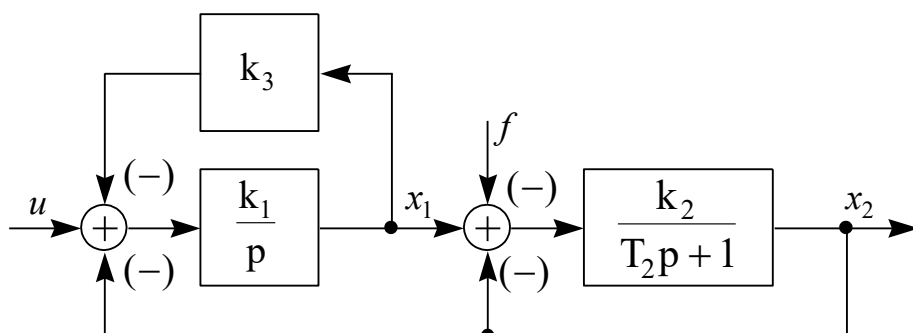 k₃
f
(−)
(−)
u
+
k₁
p
x₁
+
k₂
T₂p + 1
x₂
(−)
(−)